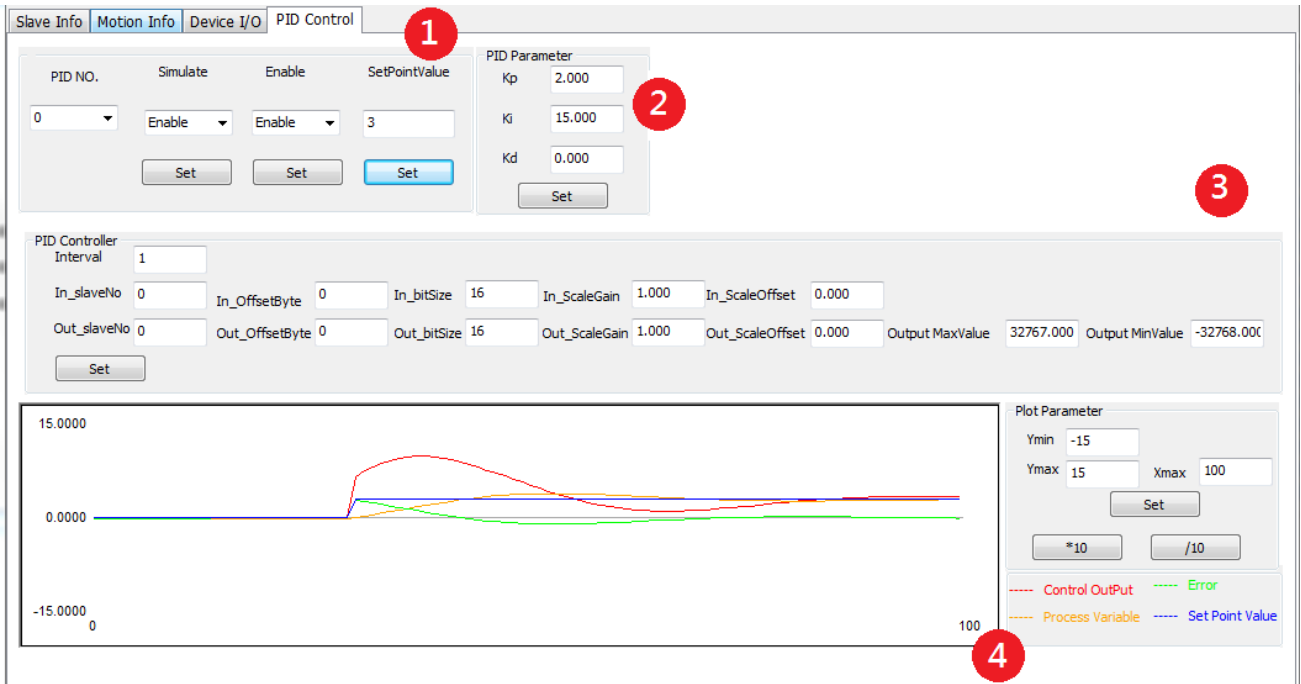 Slave Info Motion Info Device I/O PID Control
1
PID NO. Simulate Enable SetPointValue
0 Enable Enable 3
Set Set Set
PID Parameter
Kp 2.000
Ki 15.000
Kd 0.000
Set
2
3
PID Controller
Interval 1
In_slaveNo 0 In_OffsetByte 0 In_bitSize 16 In_ScaleGain 1.000 In_ScaleOffset 0.000
Out_slaveNo 0 Out_OffsetByte 0 Out_bitSize 16 Out_ScaleGain 1.000 Out_ScaleOffset 0.000 Output MaxValue 32767.000 Output MinValue -32768.00
Set
15.0000
0.0000
-15.0000
0 100
Plot Parameter
Ymin -15
Ymax 15 Xmax 100
Set
*10 /10
----- Control OutPut ----- Error
----- Process Variable ----- Set Point Value
4